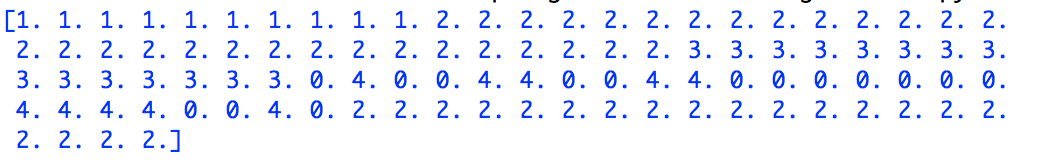 [1. 1. 1. 1. 1. 1. 1. 1. 1. 1. 2. 2. 2. 2. 2. 2. 2. 2. 2. 2. 2. 2. 2. 2.
2. 2. 2. 2. 2. 2. 2. 2. 2. 2. 2. 2. 2. 2. 2. 2. 3. 3. 3. 3. 3. 3. 3. 3.
3. 3. 3. 3. 3. 3. 3. 0. 4. 0. 0. 4. 4. 0. 0. 4. 4. 0. 0. 0. 0. 0. 0. 0.
4. 4. 4. 4. 0. 0. 4. 0. 2. 2. 2. 2. 2. 2. 2. 2. 2. 2. 2. 2. 2. 2. 2. 2.
2. 2. 2. 2.]